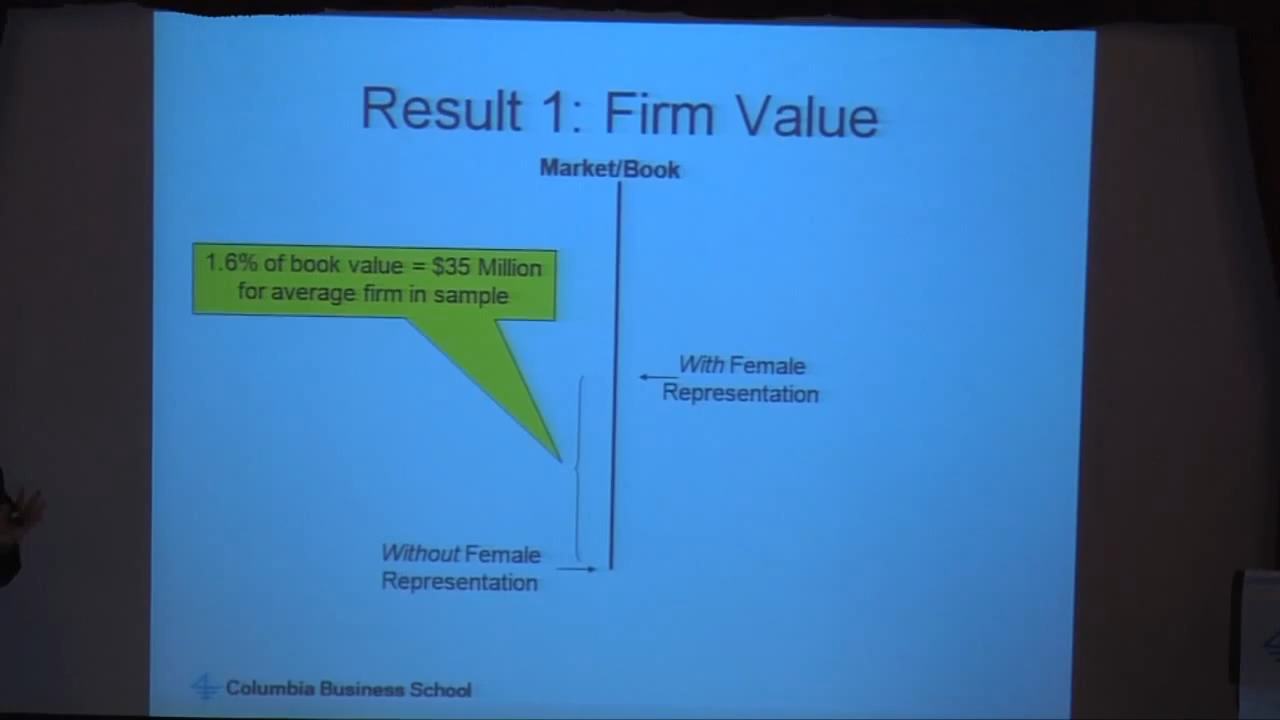 Result 1: Firm Value
Market/Book
1.6% of book value = $35 Million
for average firm in sample
With Female
Representation
Without Female
Representation
Columbia Business School